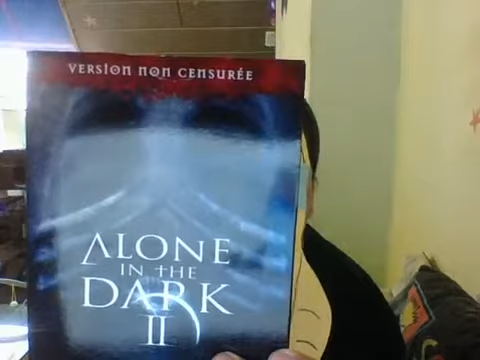 VERSION NON CENSURÉE
ALONE
IN THE
DARK
II